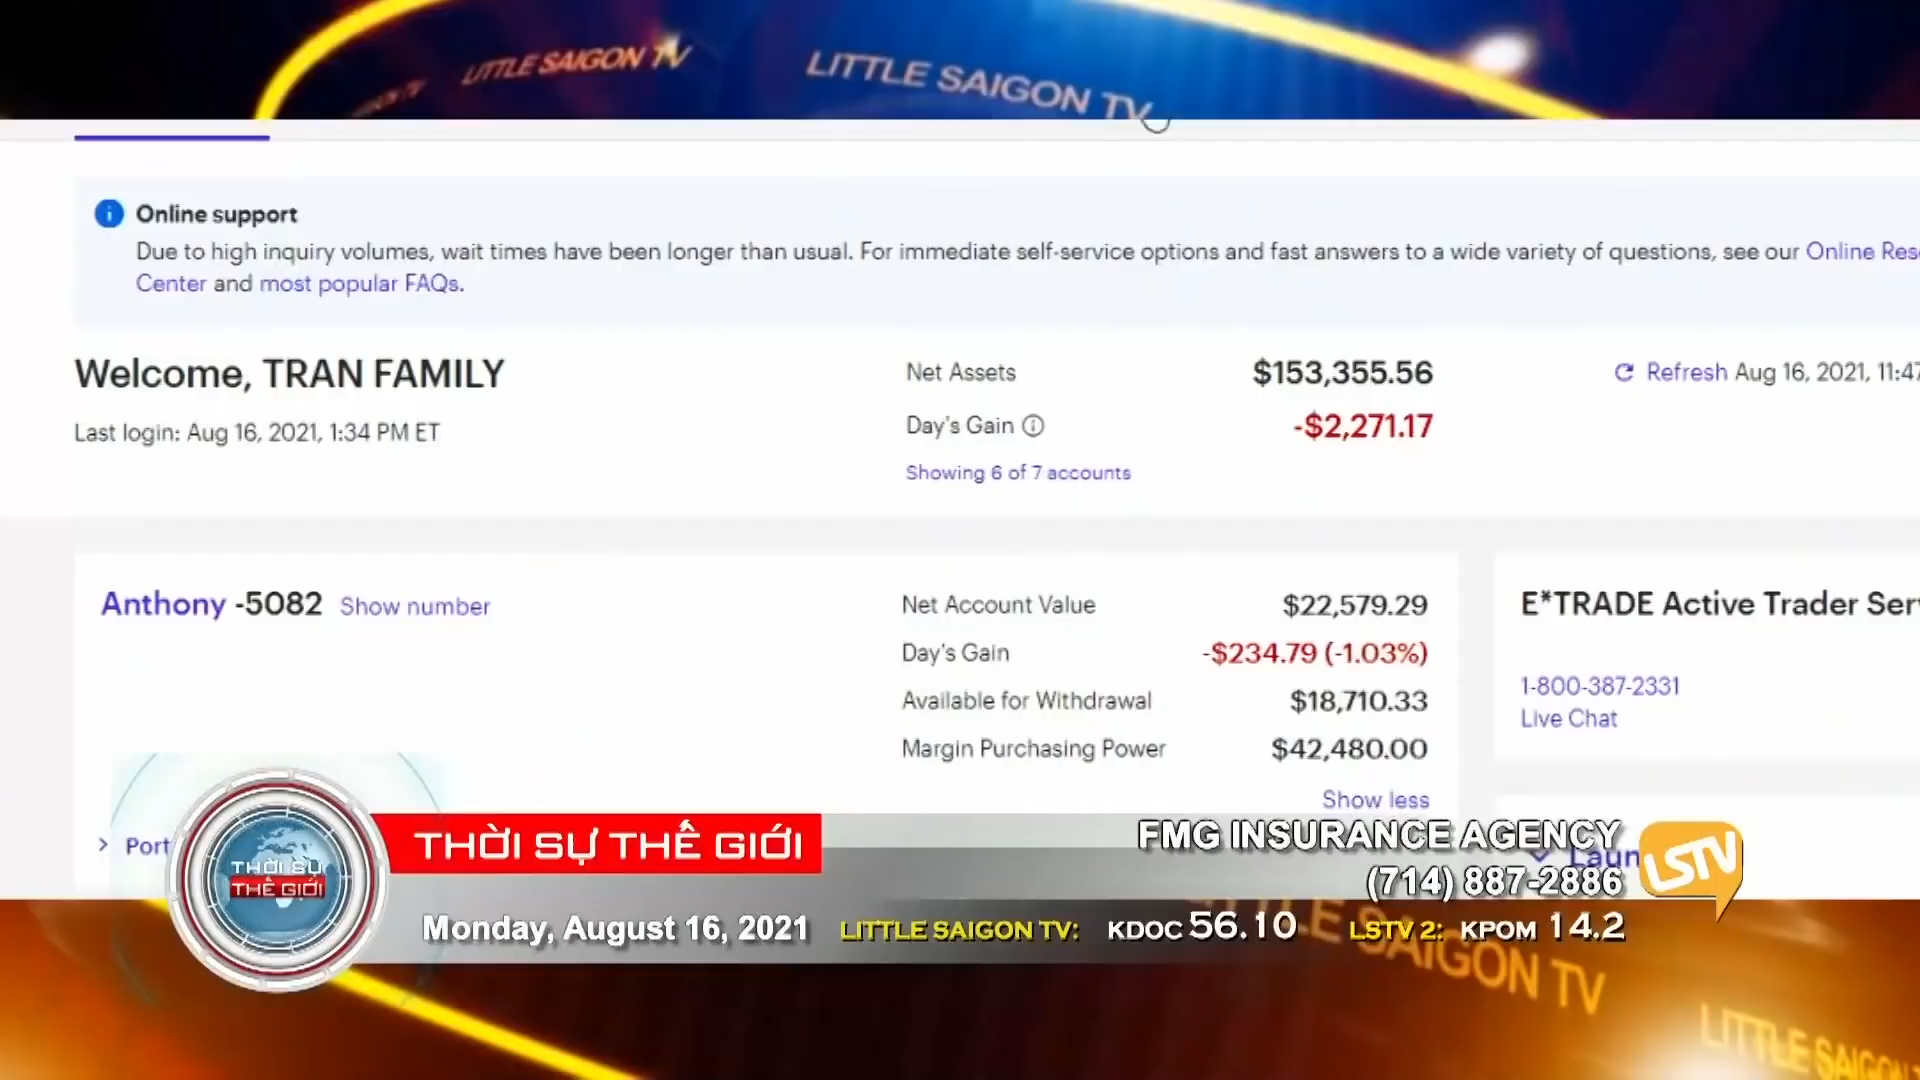 LITTLE SAIGON TV
LITTLE SAIGON TV
Online support
Due to high inquiry volumes, wait times have been longer than usual. For immediate self-service options and fast answers to a wide variety of questions, see our Online
Center and most popular FAQs.
Welcome, TRAN FAMILY
Last login: Aug 16, 2021, 1:34 PM ET
Net Assets $153,355.56
Day's Gain -$2,271.17
Showing 6 of 7 accounts
Refresh Aug 16, 2021, 11:47
Anthony -5082 Show number
Net Account Value $22,579.29
Day's Gain -$234.79 (-1.03%)
Available for Withdrawal $18,710.33
Margin Purchasing Power $42,480.00
Show less
E*TRADE Active Trader
1-800-387-2331
Live Chat
Port
THỜI SỰ
THẾ GIỚI
THỜI SỰ THẾ GIỚI
FMG INSURANCE AGENCY
(714) 887-2886
Laun
LSTV
Monday, August 16, 2021 LITTLE SAIGON TV: KDOC 56.10 LSTV 2: KPOM 14.2
SAIGON TV
LITTLE SAIGON